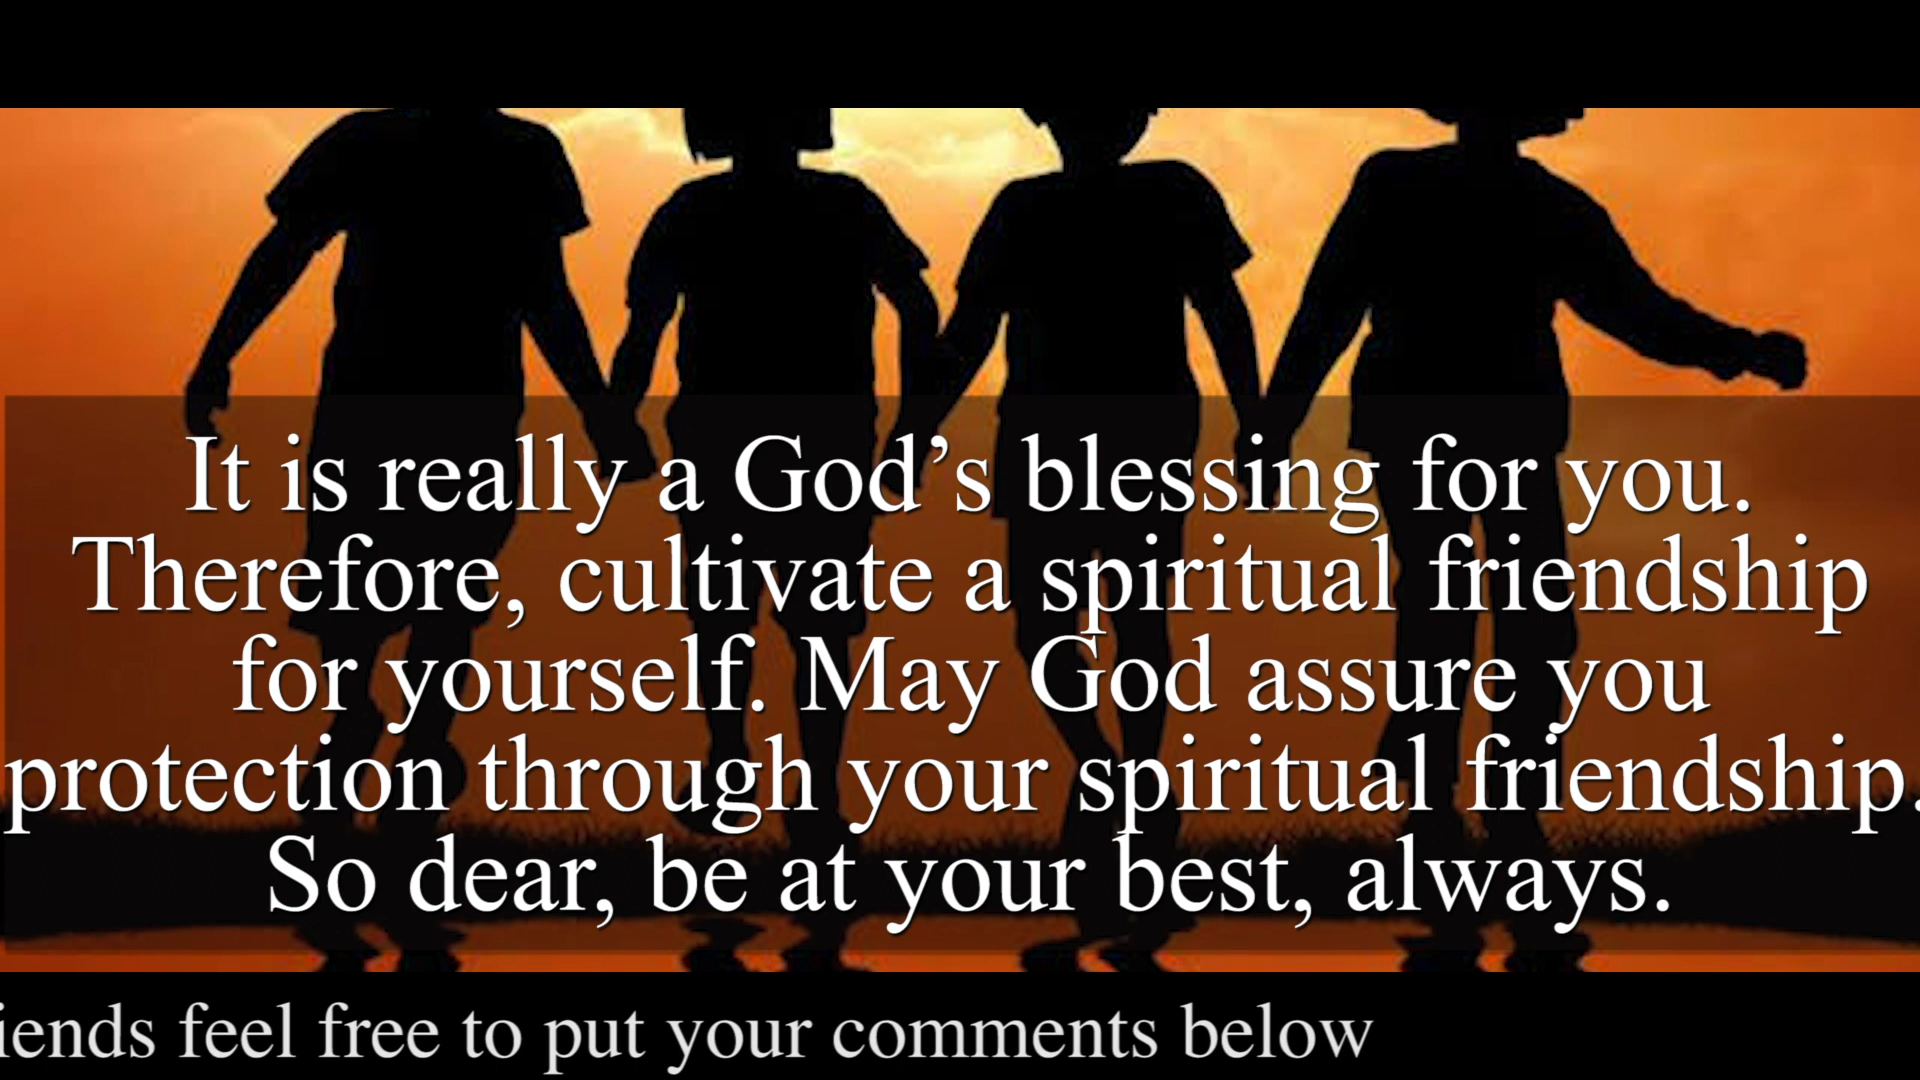 It is really a God’s blessing for you.
Therefore, cultivate a spiritual friendship
for yourself. May God assure you
protection through your spiritual friendship.
So dear, be at your best, always.
iends feel free to put your comments below